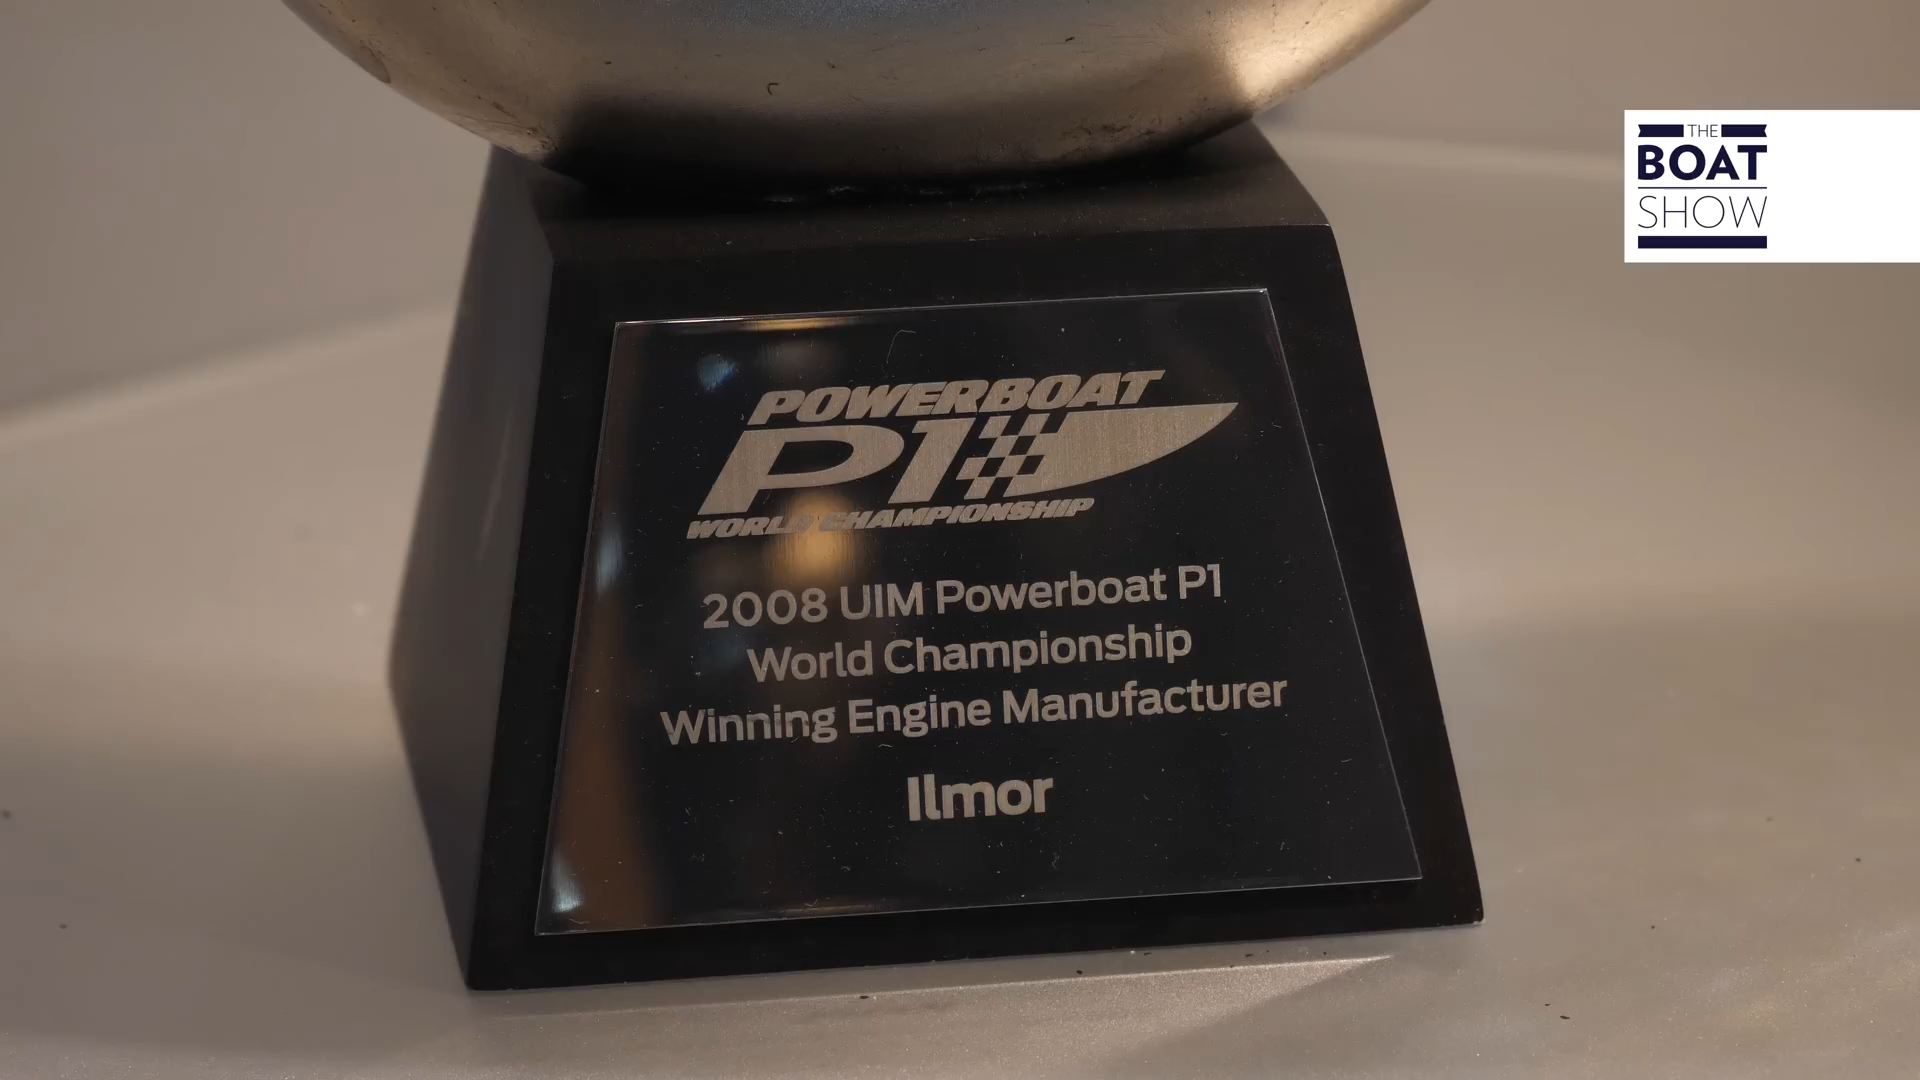 THE
BOAT
SHOW
POWERBOAT
P1
WORLD CHAMPIONSHIP
2008 UIM Powerboat P1
World Championship
Winning Engine Manufacturer
Ilmor